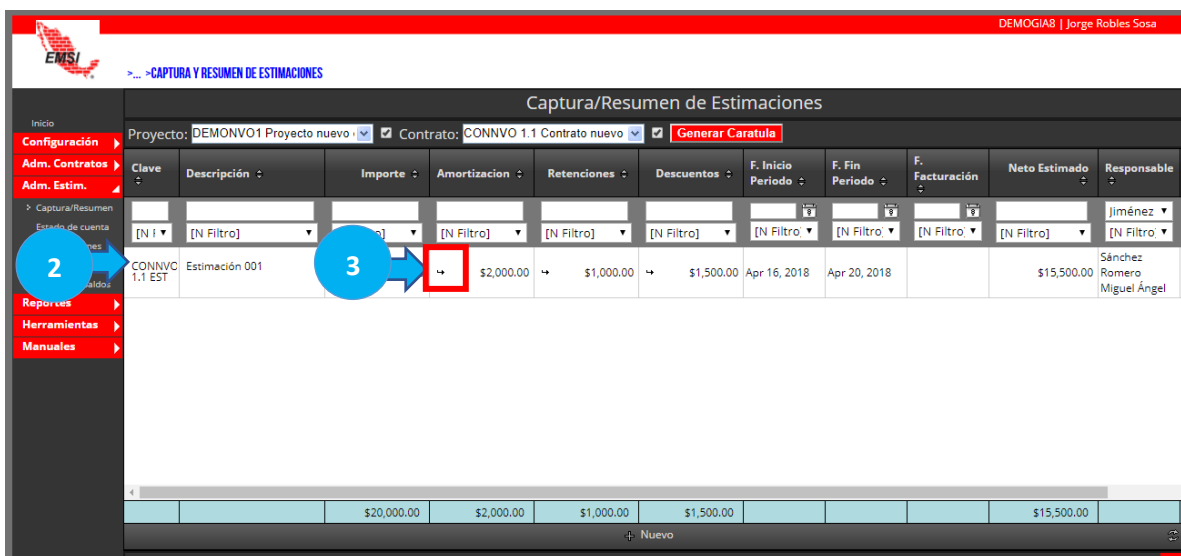 DEMOGIA8 | Jorge Robles Sosa
EMSI
>... >CAPTURA Y RESUMEN DE ESTIMACIONES
Captura/Resumen de Estimaciones
Proyecto: DEMONVO1 Proyecto nuevo Contrato: CONNVO 1.1 Contrato nuevo Generar Caratula
Inicio
Configuración
Adm. Contratos
Adm. Estim.
Captura/Resumen
Estado de cuenta
Reportes
Herramientas
Manuales
Clave Descripción Importe Amortizacion Retenciones Descuentos F. Inicio Periodo F. Fin Periodo F. Facturación Neto Estimado Responsable
Jiménez
[N F [N Filtro] [N Filtro] [N Filtro] [N Filtro] [N Filtro] [N Filtro] [N Filtro] [N Filtro] [N Filtro]
2
3
CONNVO 1.1 EST Estimación 001 $2,000.00 $1,000.00 $1,500.00 Apr 16, 2018 Apr 20, 2018 $15,500.00 Sánchez Romero Miguel Ángel
$20,000.00 $2,000.00 $1,000.00 $1,500.00 $15,500.00
Nuevo